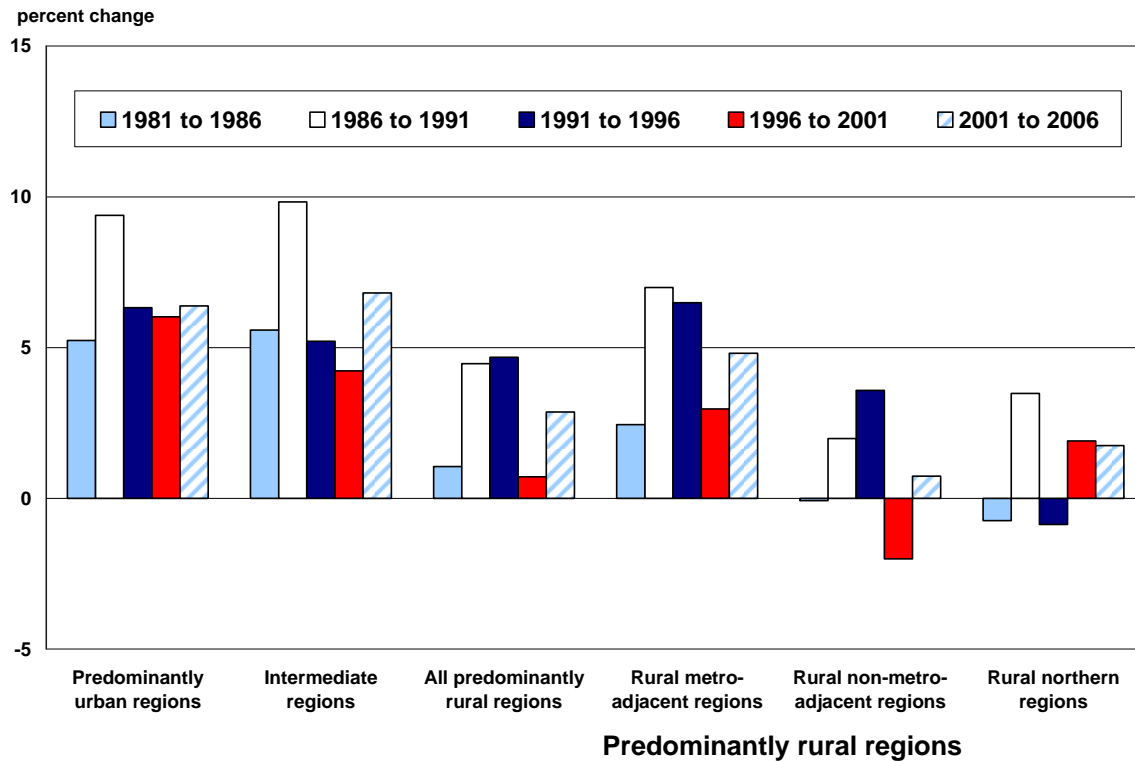 percent change
15
1981 to 1986 1986 to 1991 1991 to 1996 1996 to 2001 2001 to 2006
10
5
0
-5
Predominantly urban regions
Intermediate regions
All predominantly rural regions
Rural metro-adjacent regions
Rural non-metro-adjacent regions
Rural northern regions
Predominantly rural regions